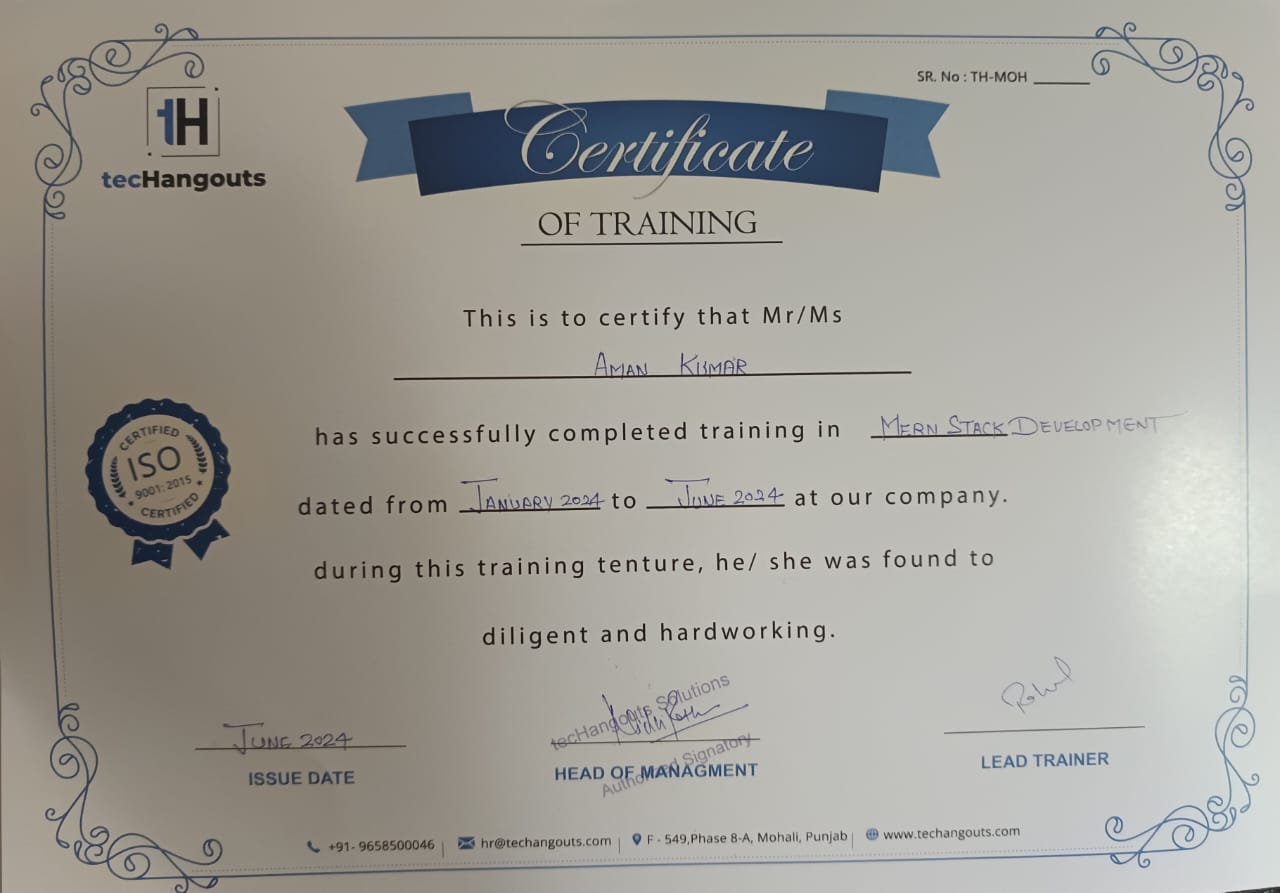 SR. No : TH-MOH ______
tH
tecHangouts
Certificate
OF TRAINING
This is to certify that Mr/Ms
AMAN KUMAR
has successfully completed training in MERN STACK DEVELOPMENT
dated from JANUARY 2024 to JUNE 2024 at our company.
during this training tenture, he/ she was found to
diligent and hardworking.
CERTIFIED
ISO
9001:2015
CERTIFIED
JUNE 2024
ISSUE DATE
tecHangouts Solutions
Authorized Signatory
HEAD OF MANAGMENT
Rahul
LEAD TRAINER
+91- 9658500046 | hr@techangouts.com | F - 549,Phase 8-A, Mohali, Punjab | www.techangouts.com